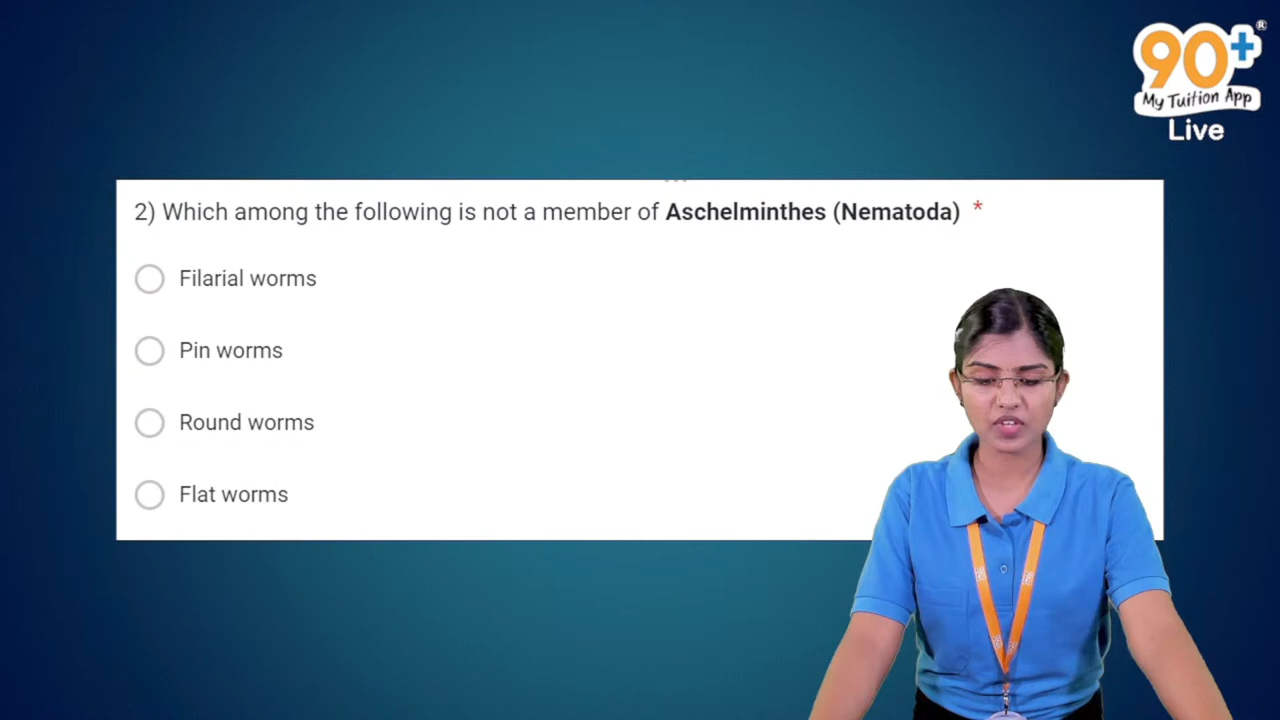 90+
®
My Tuition App
Live
2) Which among the following is not a member of Aschelminthes (Nematoda) *
Filarial worms
Pin worms
Round worms
Flat worms